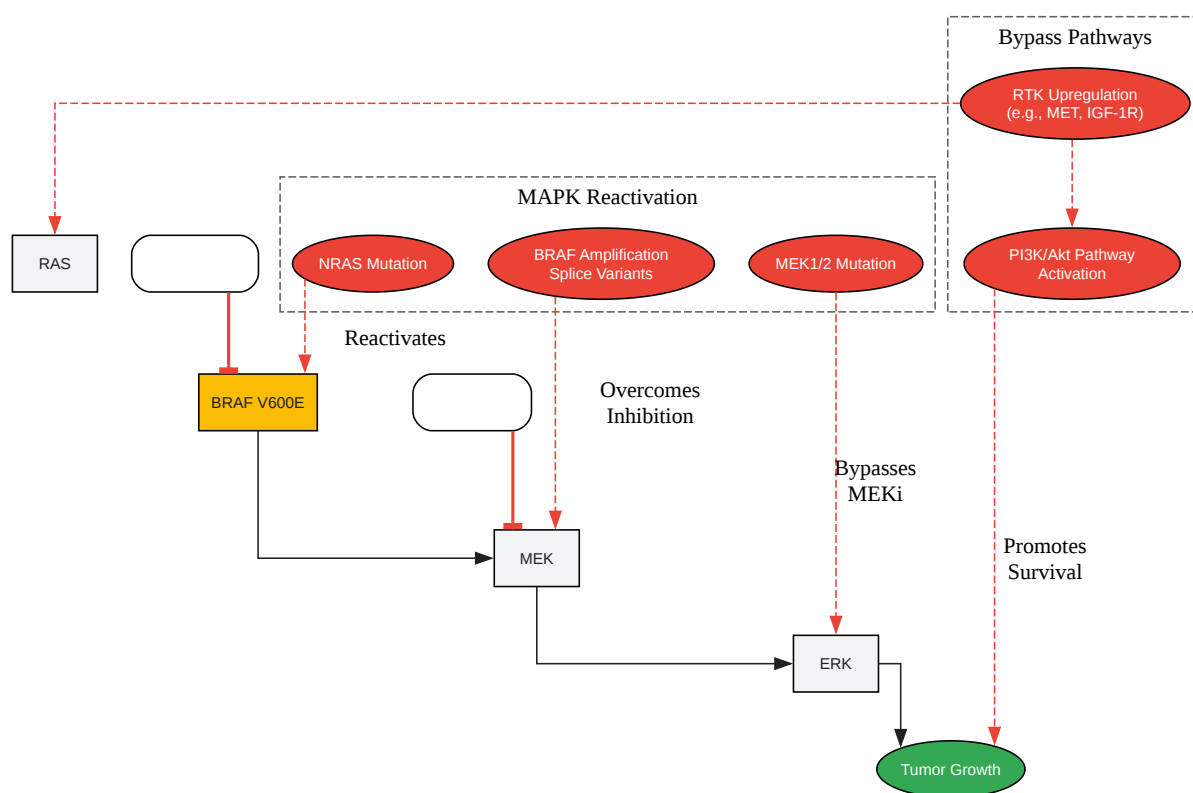 Bypass Pathways
RTK Upregulation
(e.g., MET, IGF-1R)
MAPK Reactivation
RAS
NRAS Mutation
BRAF Amplification
Splice Variants
MEK1/2 Mutation
PI3K/Akt Pathway
Activation
Reactivates
BRAF V600E
Overcomes
Inhibition
Bypasses
MEKi
MEK
Promotes
Survival
ERK
Tumor Growth